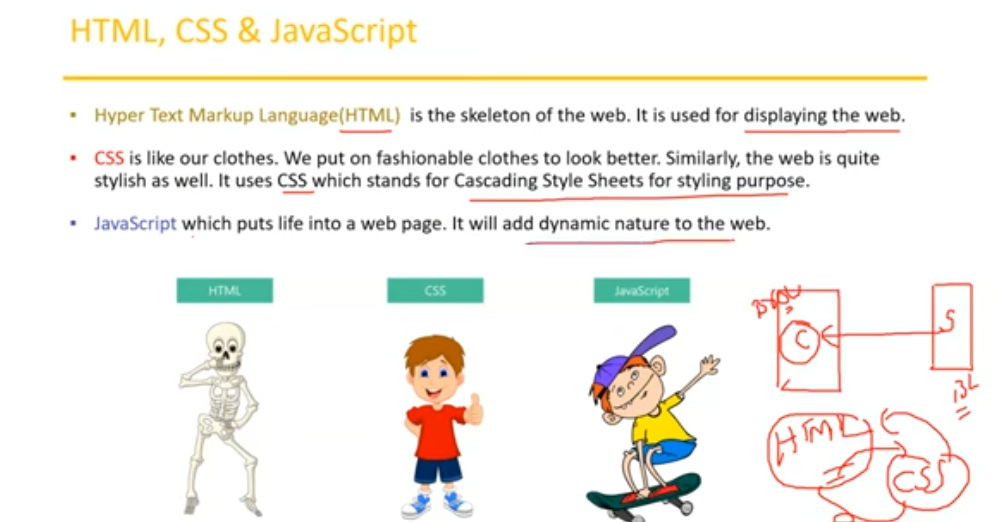 HTML, CSS & JavaScript
▪ Hyper Text Markup Language(HTML) is the skeleton of the web. It is used for displaying the web.
▪ CSS is like our clothes. We put on fashionable clothes to look better. Similarly, the web is quite
stylish as well. It uses CSS which stands for Cascading Style Sheets for styling purpose.
▪ JavaScript which puts life into a web page. It will add dynamic nature to the web.
HTML
CSS
JavaScript
S
C
HTML
CSS